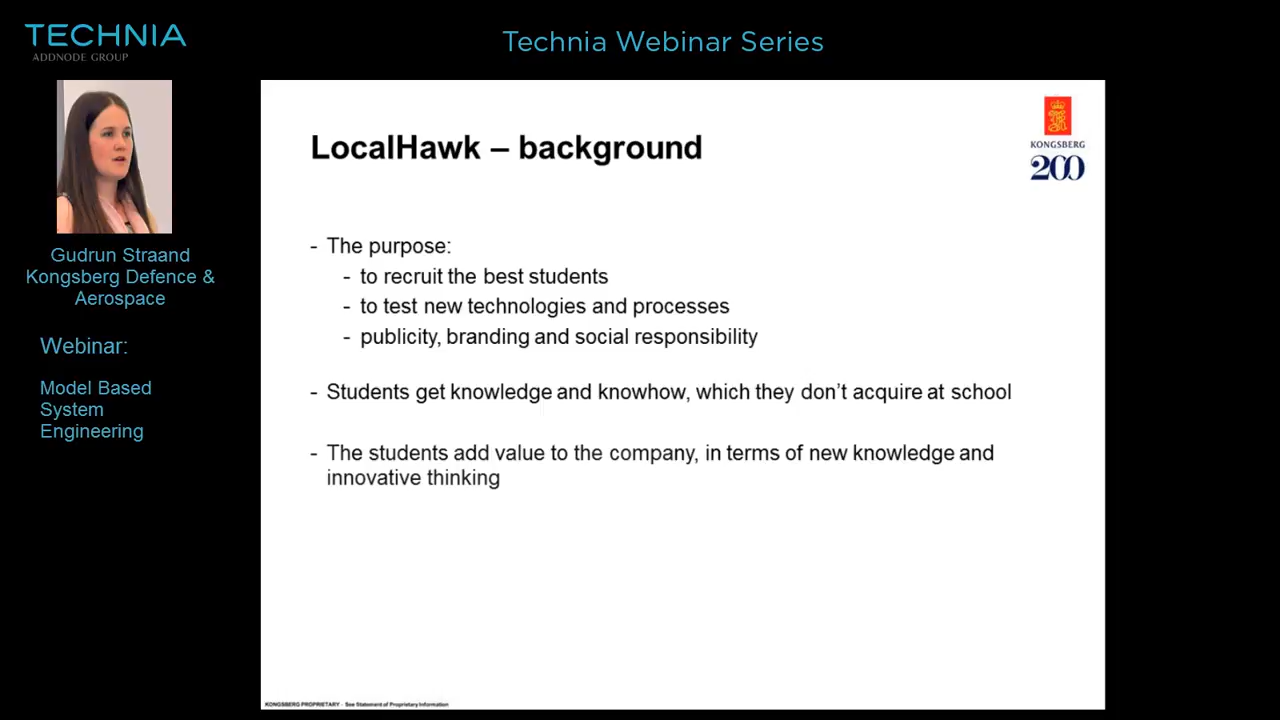 TECHNIA
ADDNODE GROUP
Technia Webinar Series
Gudrun Straand
Kongsberg Defence &
Aerospace
Webinar:
Model Based
System
Engineering
LocalHawk – background
KONGSBERG
200
- The purpose:
- to recruit the best students
- to test new technologies and processes
- publicity, branding and social responsibility
- Students get knowledge and knowhow, which they don’t acquire at school
- The students add value to the company, in terms of new knowledge and
innovative thinking
KONGSBERG PROPRIETARY - See Statement of Proprietary Information